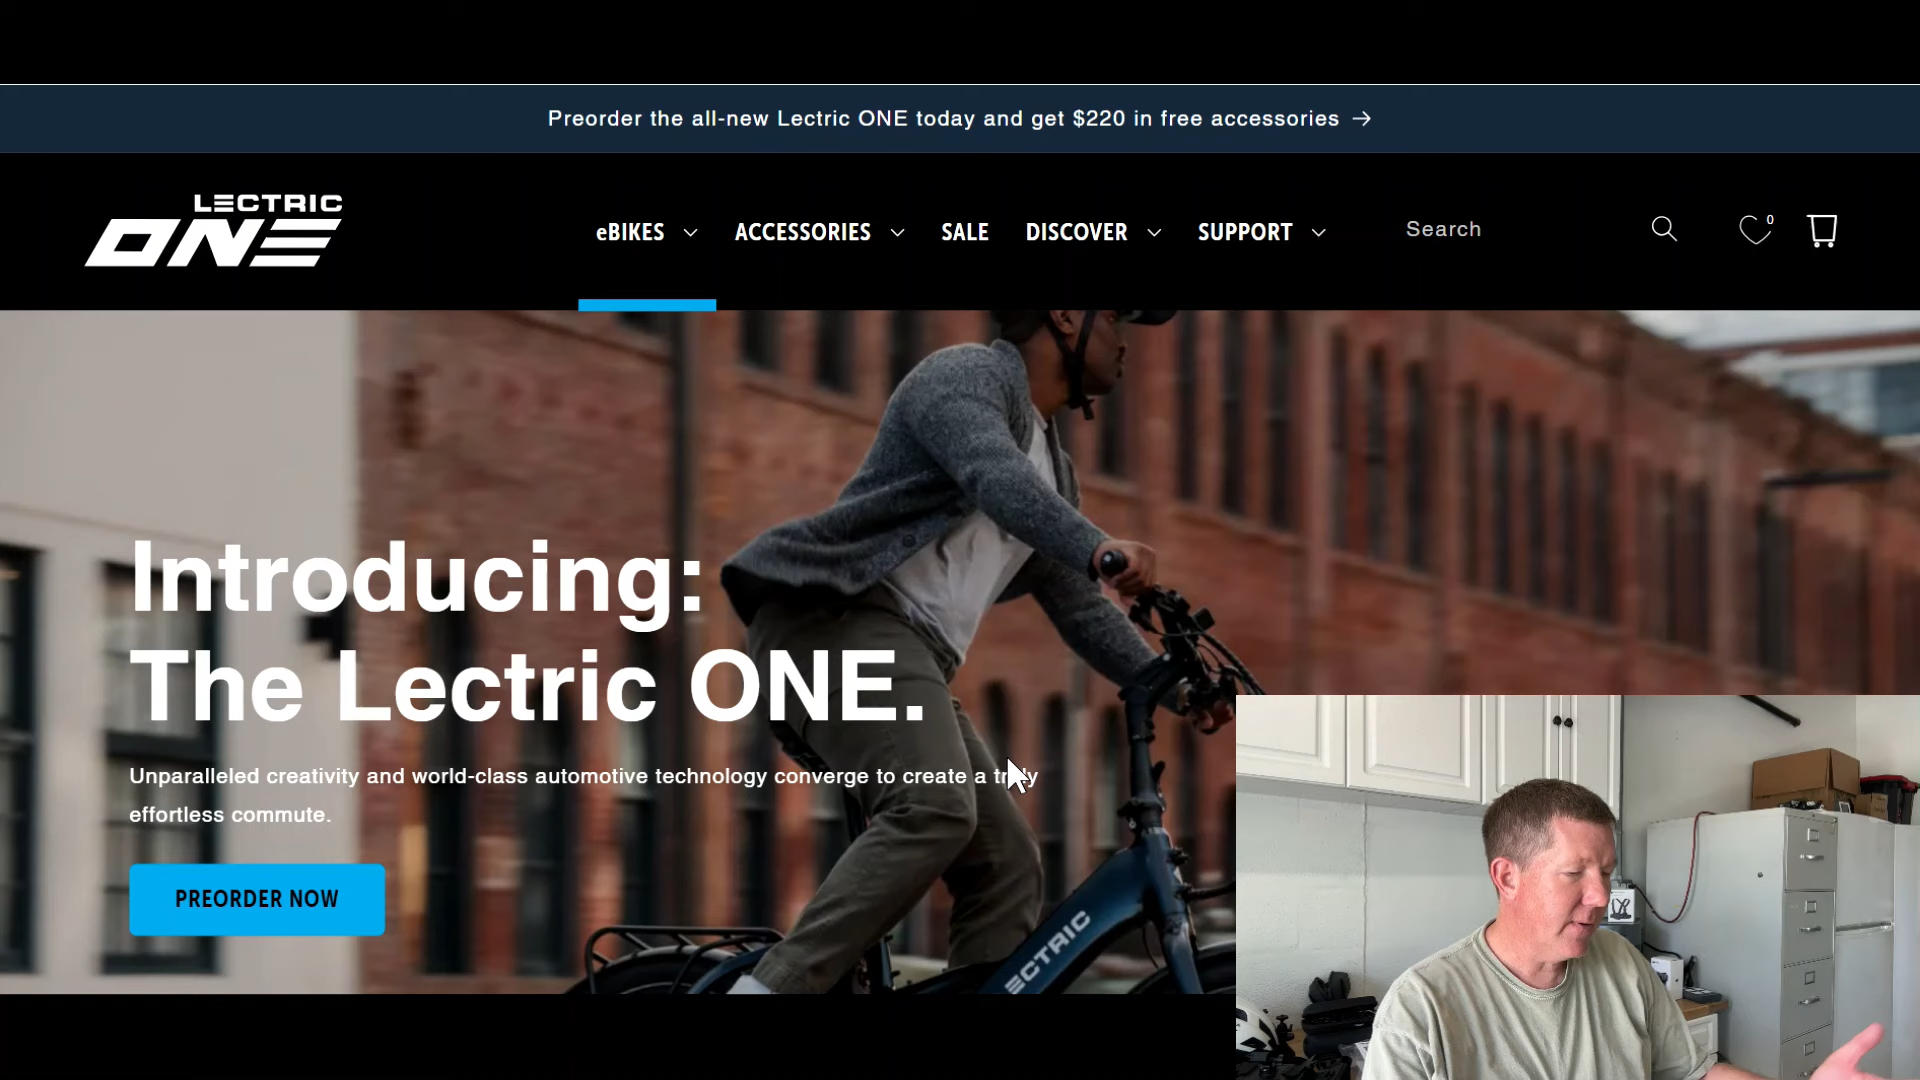 Preorder the all-new Lectric ONE today and get $220 in free accessories →
LECTRIC
ONE
eBIKES
ACCESSORIES
SALE
DISCOVER
SUPPORT
Search
0
Introducing:
The Lectric ONE.
Unparalleled creativity and world-class automotive technology converge to create a truly
effortless commute.
PREORDER NOW
LECTRIC